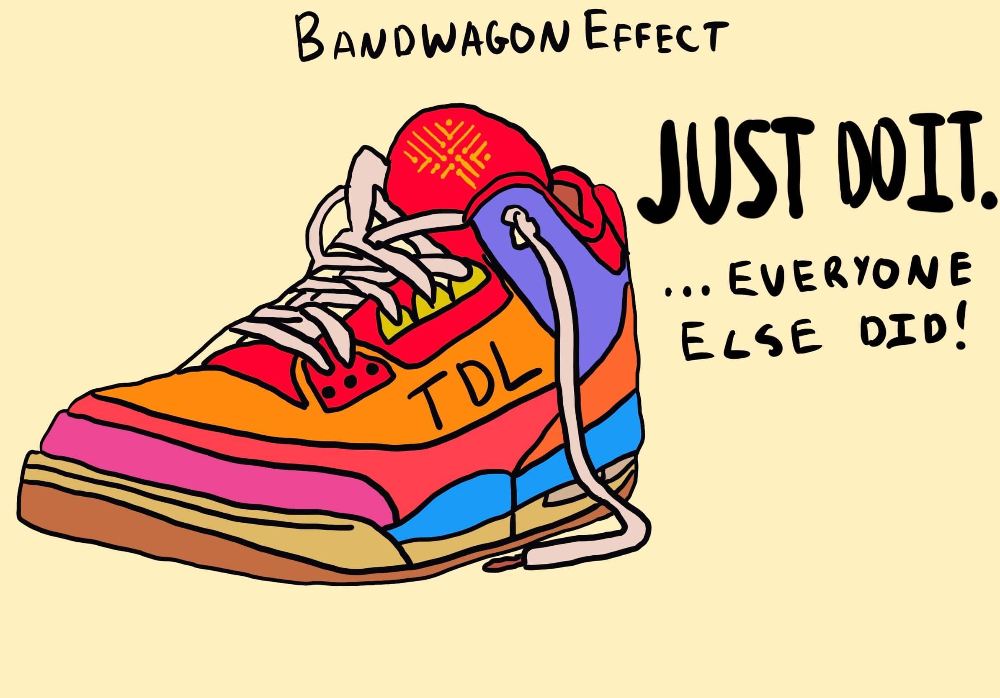 BANDWAGON EFFECT
JUST DO IT.
...EVERYONE
ELSE DID!
TDL